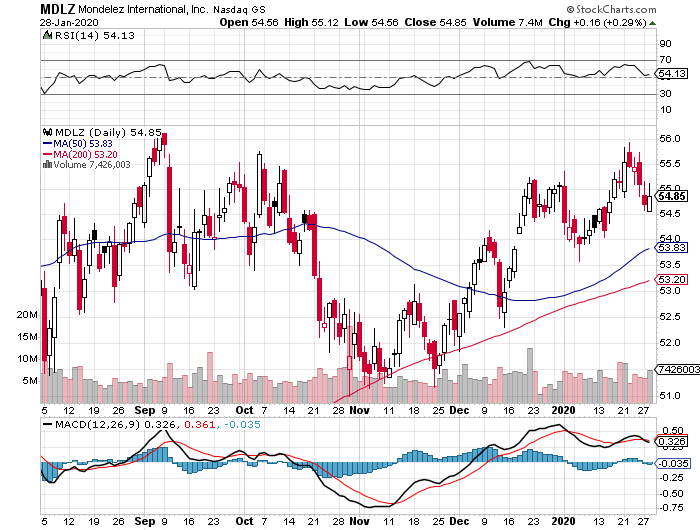 MDLZ Mondelez International, Inc. Nasdaq GS © StockCharts.com
28-Jan-2020 Open 54.56 High 55.12 Low 54.56 Close 54.85 Volume 7.4M Chg +0.16 (+0.29%)
RSI(14) 54.13
90
70
54.13
50
30
10
MDLZ (Daily) 54.85
MA(50) 53.83
MA(200) 53.20
Volume 7,426,003
56.0
55.5
55.0
54.85
54.5
54.0
53.83
53.5
53.20
53.0
52.5
52.0
51.0
20M
15M
10M
5M
7426003
5 12 19 26 Sep 9 16 23 Oct 7 14 21 28 Nov 11 18 25 Dec 9 16 23 2020 13 21 27
MACD(12,26,9) 0.326, 0.361, -0.035
0.50
0.326
-0.035
-0.25
-0.50
-0.75
5 12 19 26 Sep 9 16 23 Oct 7 14 21 28 Nov 11 18 25 Dec 9 16 23 2020 13 21 27